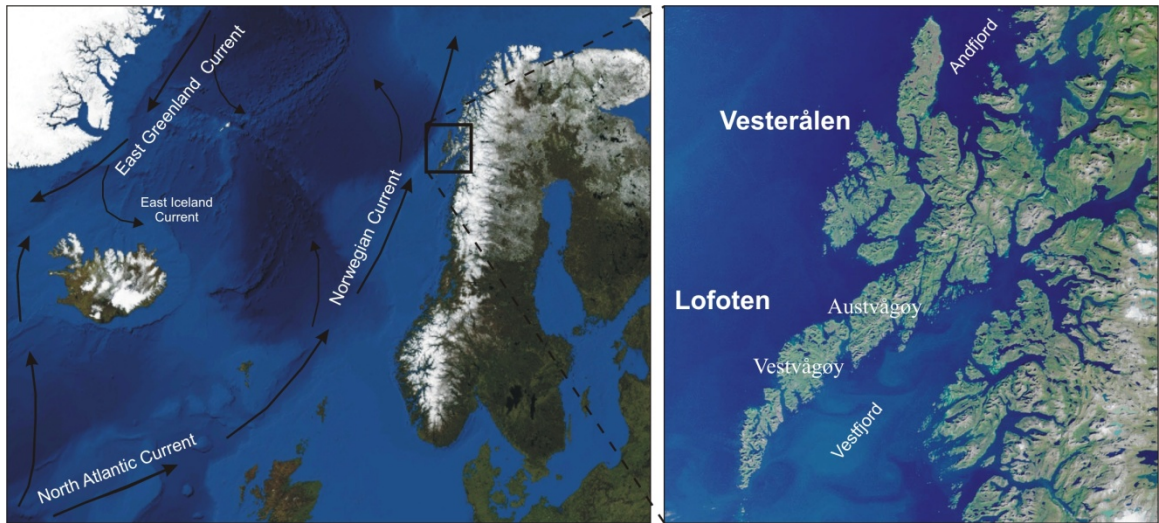 East Greenland Current
East Iceland
Current
Norwegian Current
North Atlantic Current
Andfjord
Vesterålen
Lofoten
Austvågøy
Vestvågøy
Vestfjord